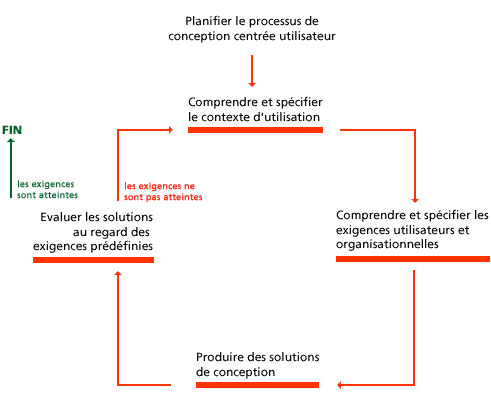 Planifier le processus de
conception centrée utilisateur
Comprendre et spécifier
le contexte d'utilisation
FIN
les exigences
sont atteintes
les exigences ne
sont pas atteintes
Evaluer les solutions
au regard des
exigences prédéfinies
Comprendre et spécifier les
exigences utilisateurs et
organisationnelles
Produire des solutions
de conception